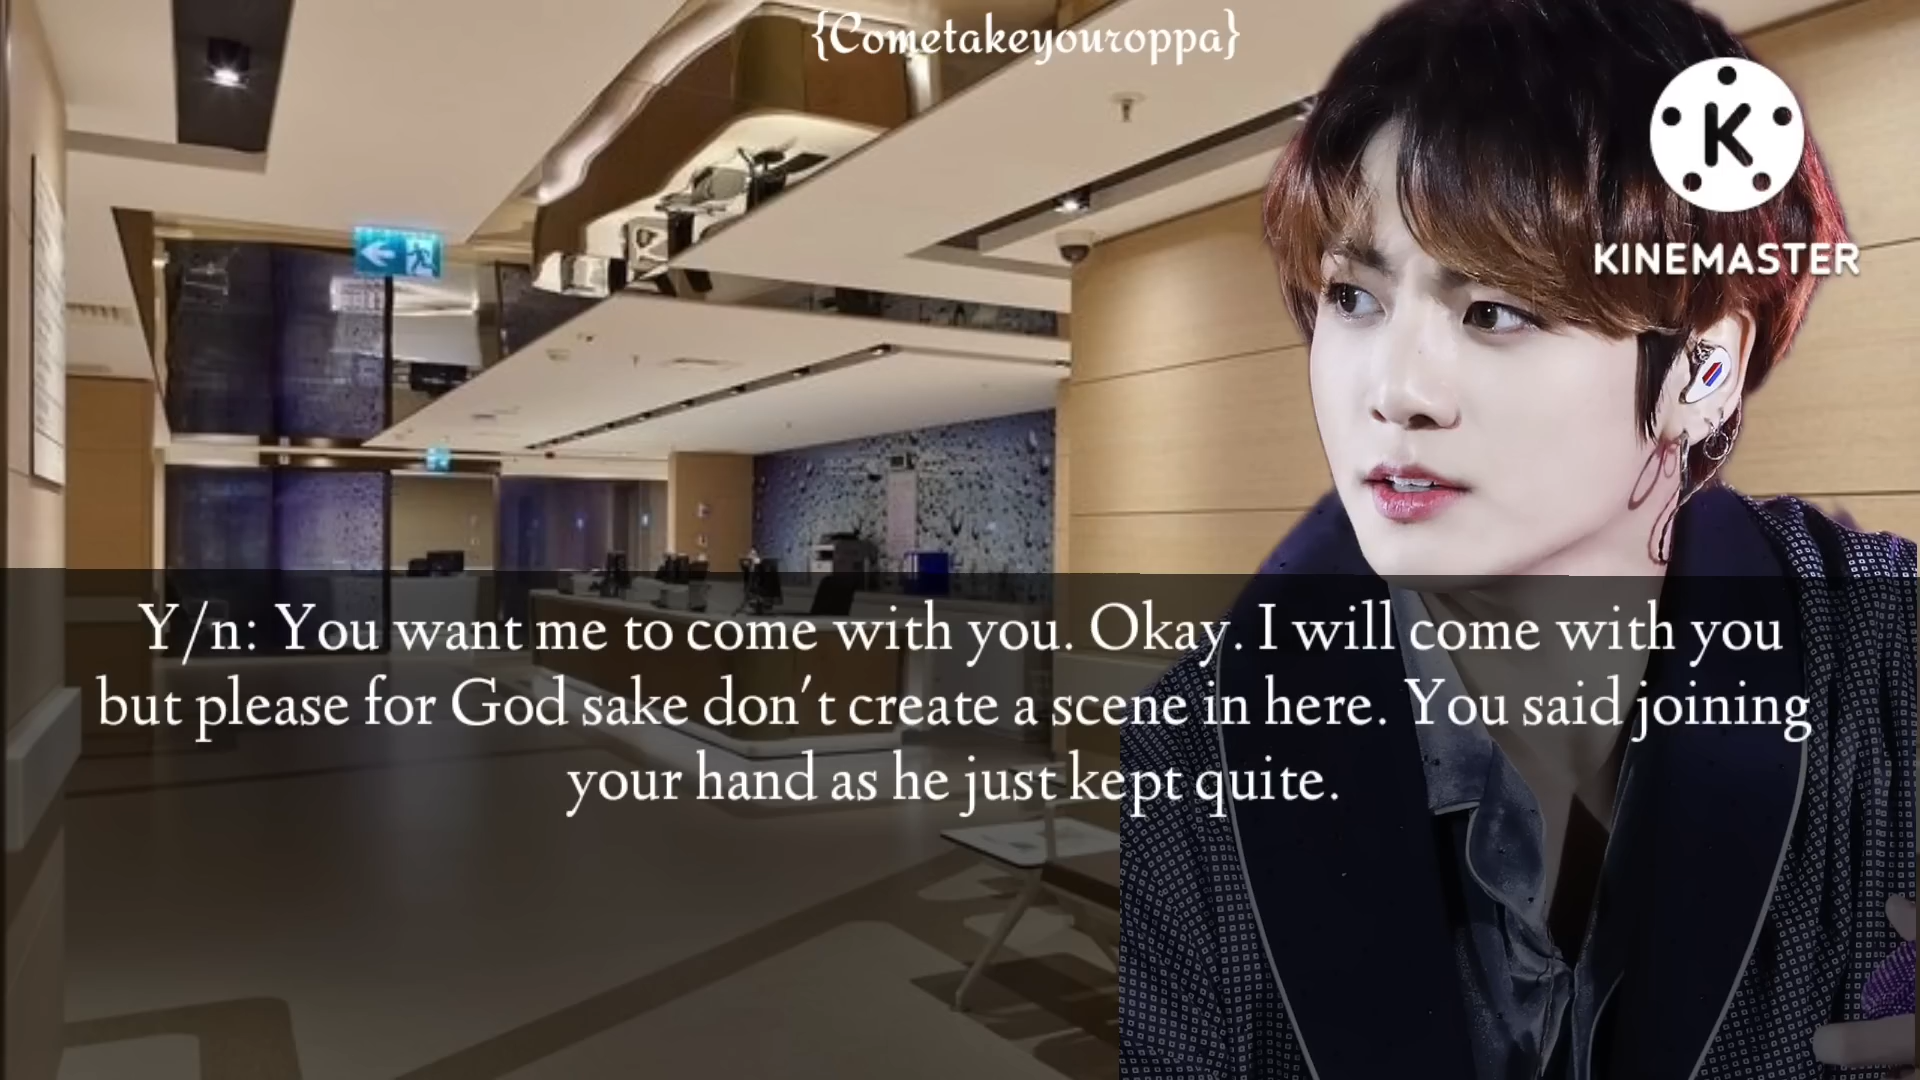 {Cometakeyouroppa}
K
KINEMASTER
Y/n: You want me to come with you. Okay. I will come with you
but please for God sake don't create a scene in here. You said joining
your hand as he just kept quite.